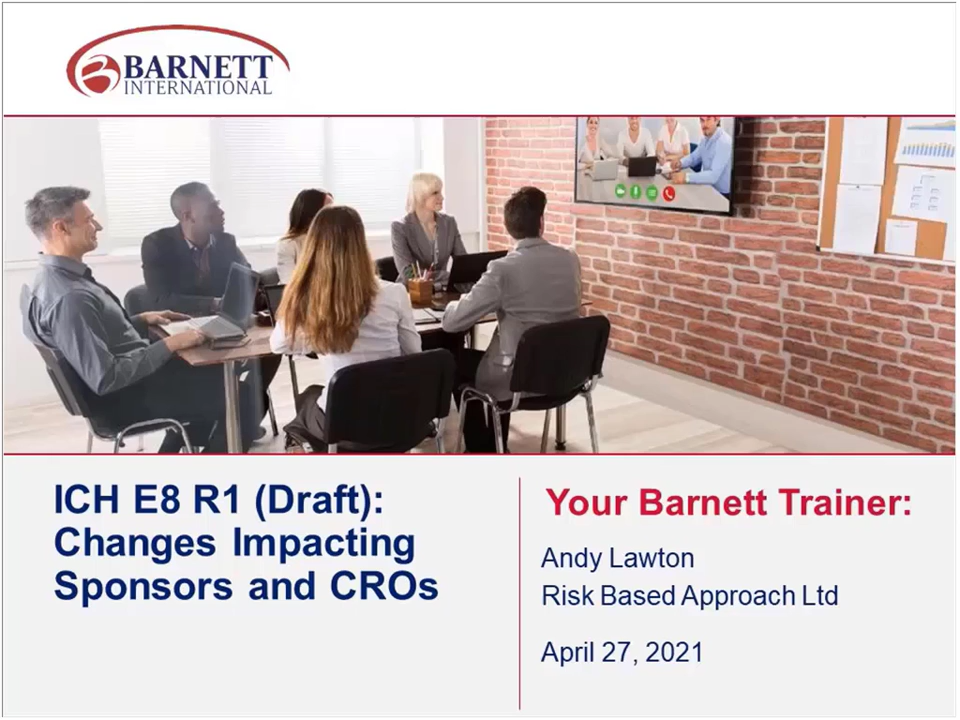 BARNETT
INTERNATIONAL
ICH E8 R1 (Draft):
Changes Impacting
Sponsors and CROs
Your Barnett Trainer:
Andy Lawton
Risk Based Approach Ltd
April 27, 2021